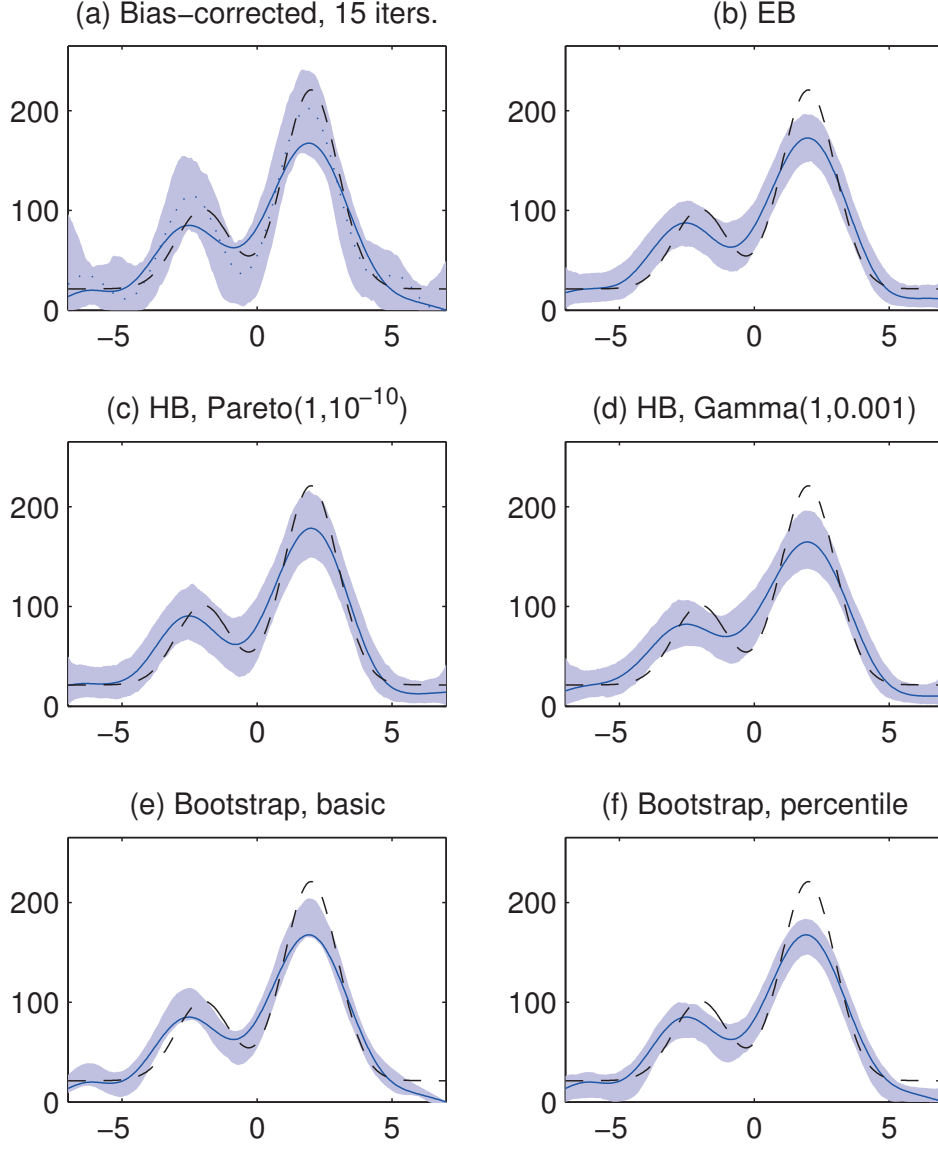 (a) Bias−corrected, 15 iters.
(b) EB
200
100
0
−5 0 5
200
100
0
−5 0 5
(c) HB, Pareto(1,10⁻¹⁰)
(d) HB, Gamma(1,0.001)
200
100
0
−5 0 5
200
100
0
−5 0 5
(e) Bootstrap, basic
(f) Bootstrap, percentile
200
100
0
−5 0 5
200
100
0
−5 0 5